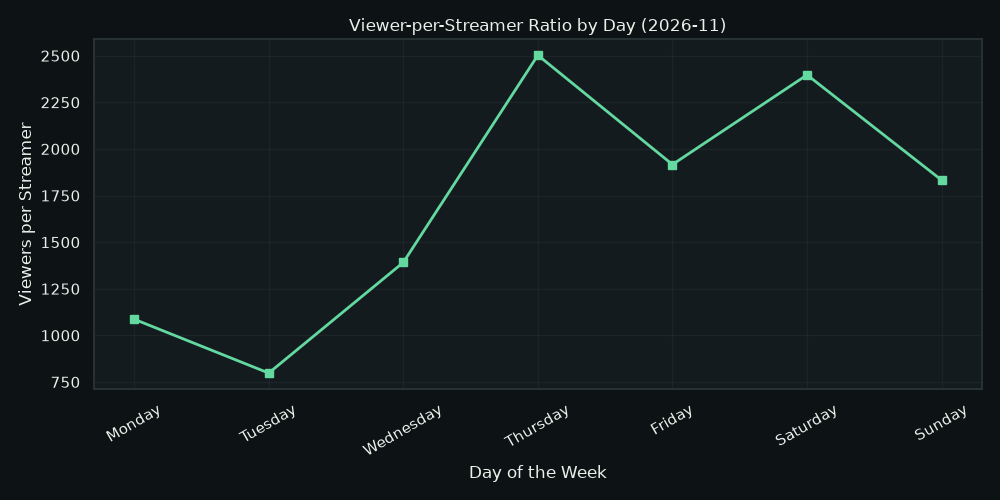 Viewer-per-Streamer Ratio by Day (2026-11)
Viewers per Streamer
2500
2250
2000
1750
1500
1250
1000
750
Monday
Tuesday
Wednesday
Thursday
Friday
Saturday
Sunday
Day of the Week